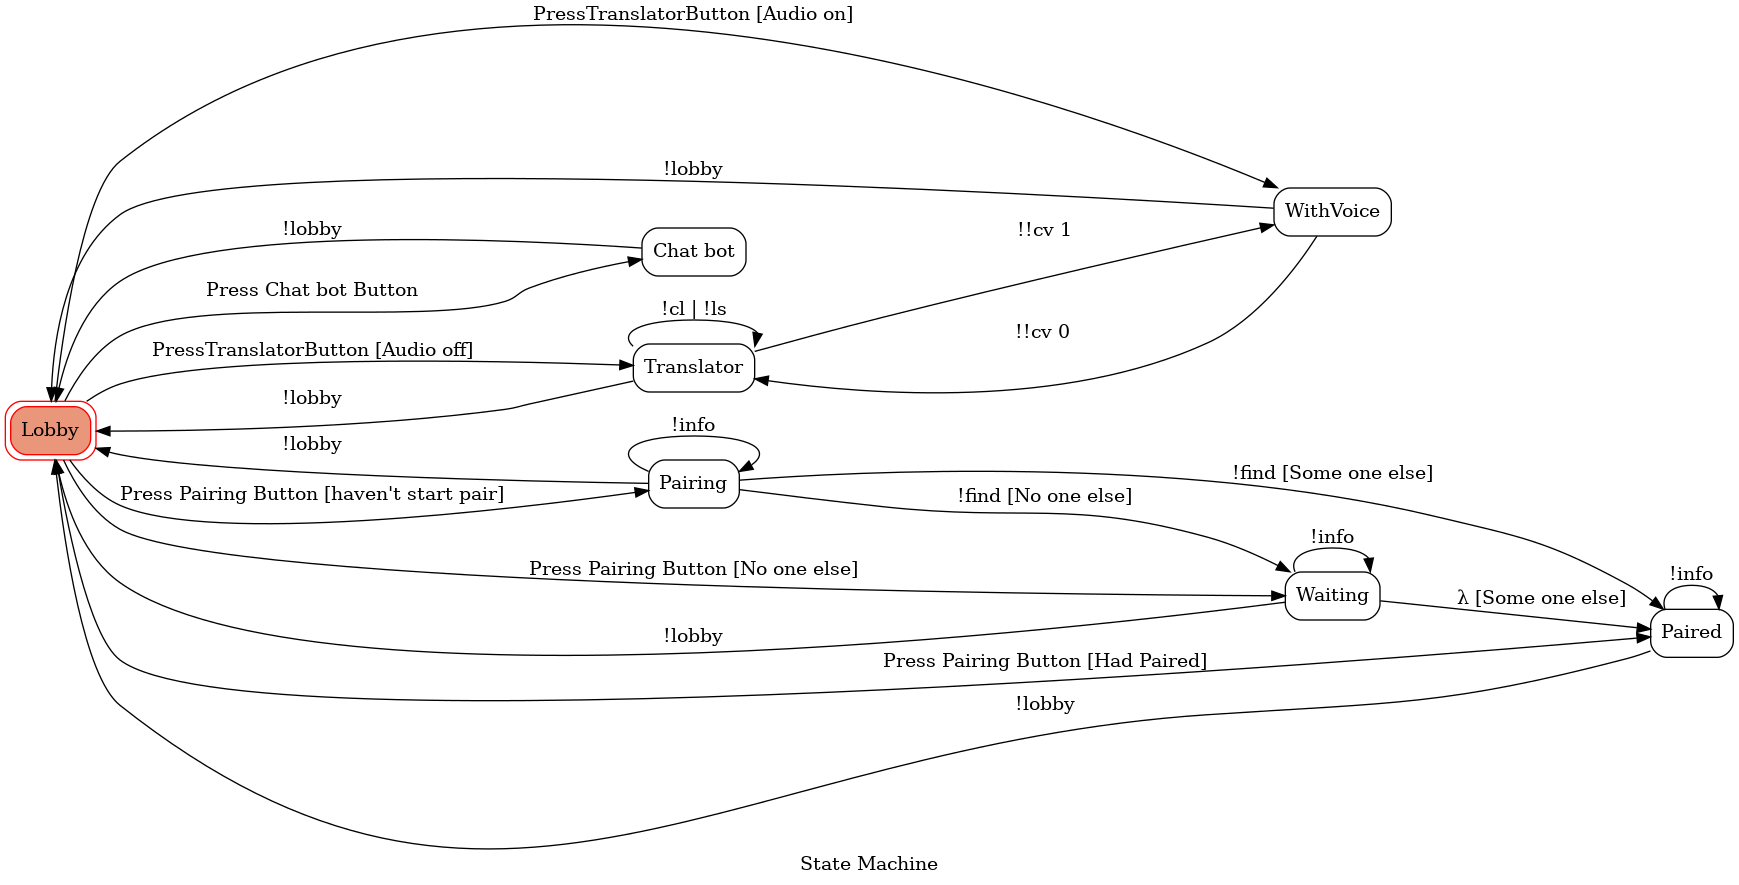 PressTranslatorButton [Audio on]
!lobby
WithVoice
!lobby
!!cv 1
Chat bot
Press Chat bot Button
!cl | !ls
!!cv 0
PressTranslatorButton [Audio off]
Translator
!lobby
!info
Lobby
!lobby
!find [Some one else]
Pairing
Press Pairing Button [haven't start pair]
!find [No one else]
!info
Press Pairing Button [No one else]
!info
Waiting
λ [Some one else]
Paired
!lobby
Press Pairing Button [Had Paired]
!lobby
State Machine